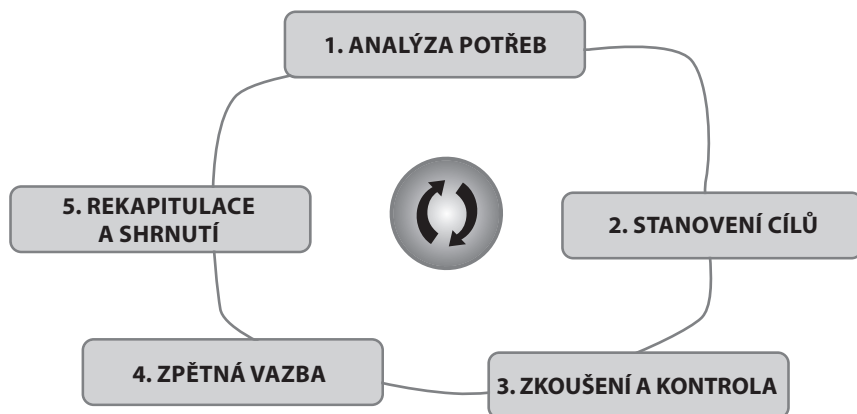 1. ANALÝZA POTŘEB
2. STANOVENÍ CÍLŮ
3. ZKOUŠENÍ A KONTROLA
4. ZPĚTNÁ VAZBA
5. REKAPITULACE
A SHRNUTÍ